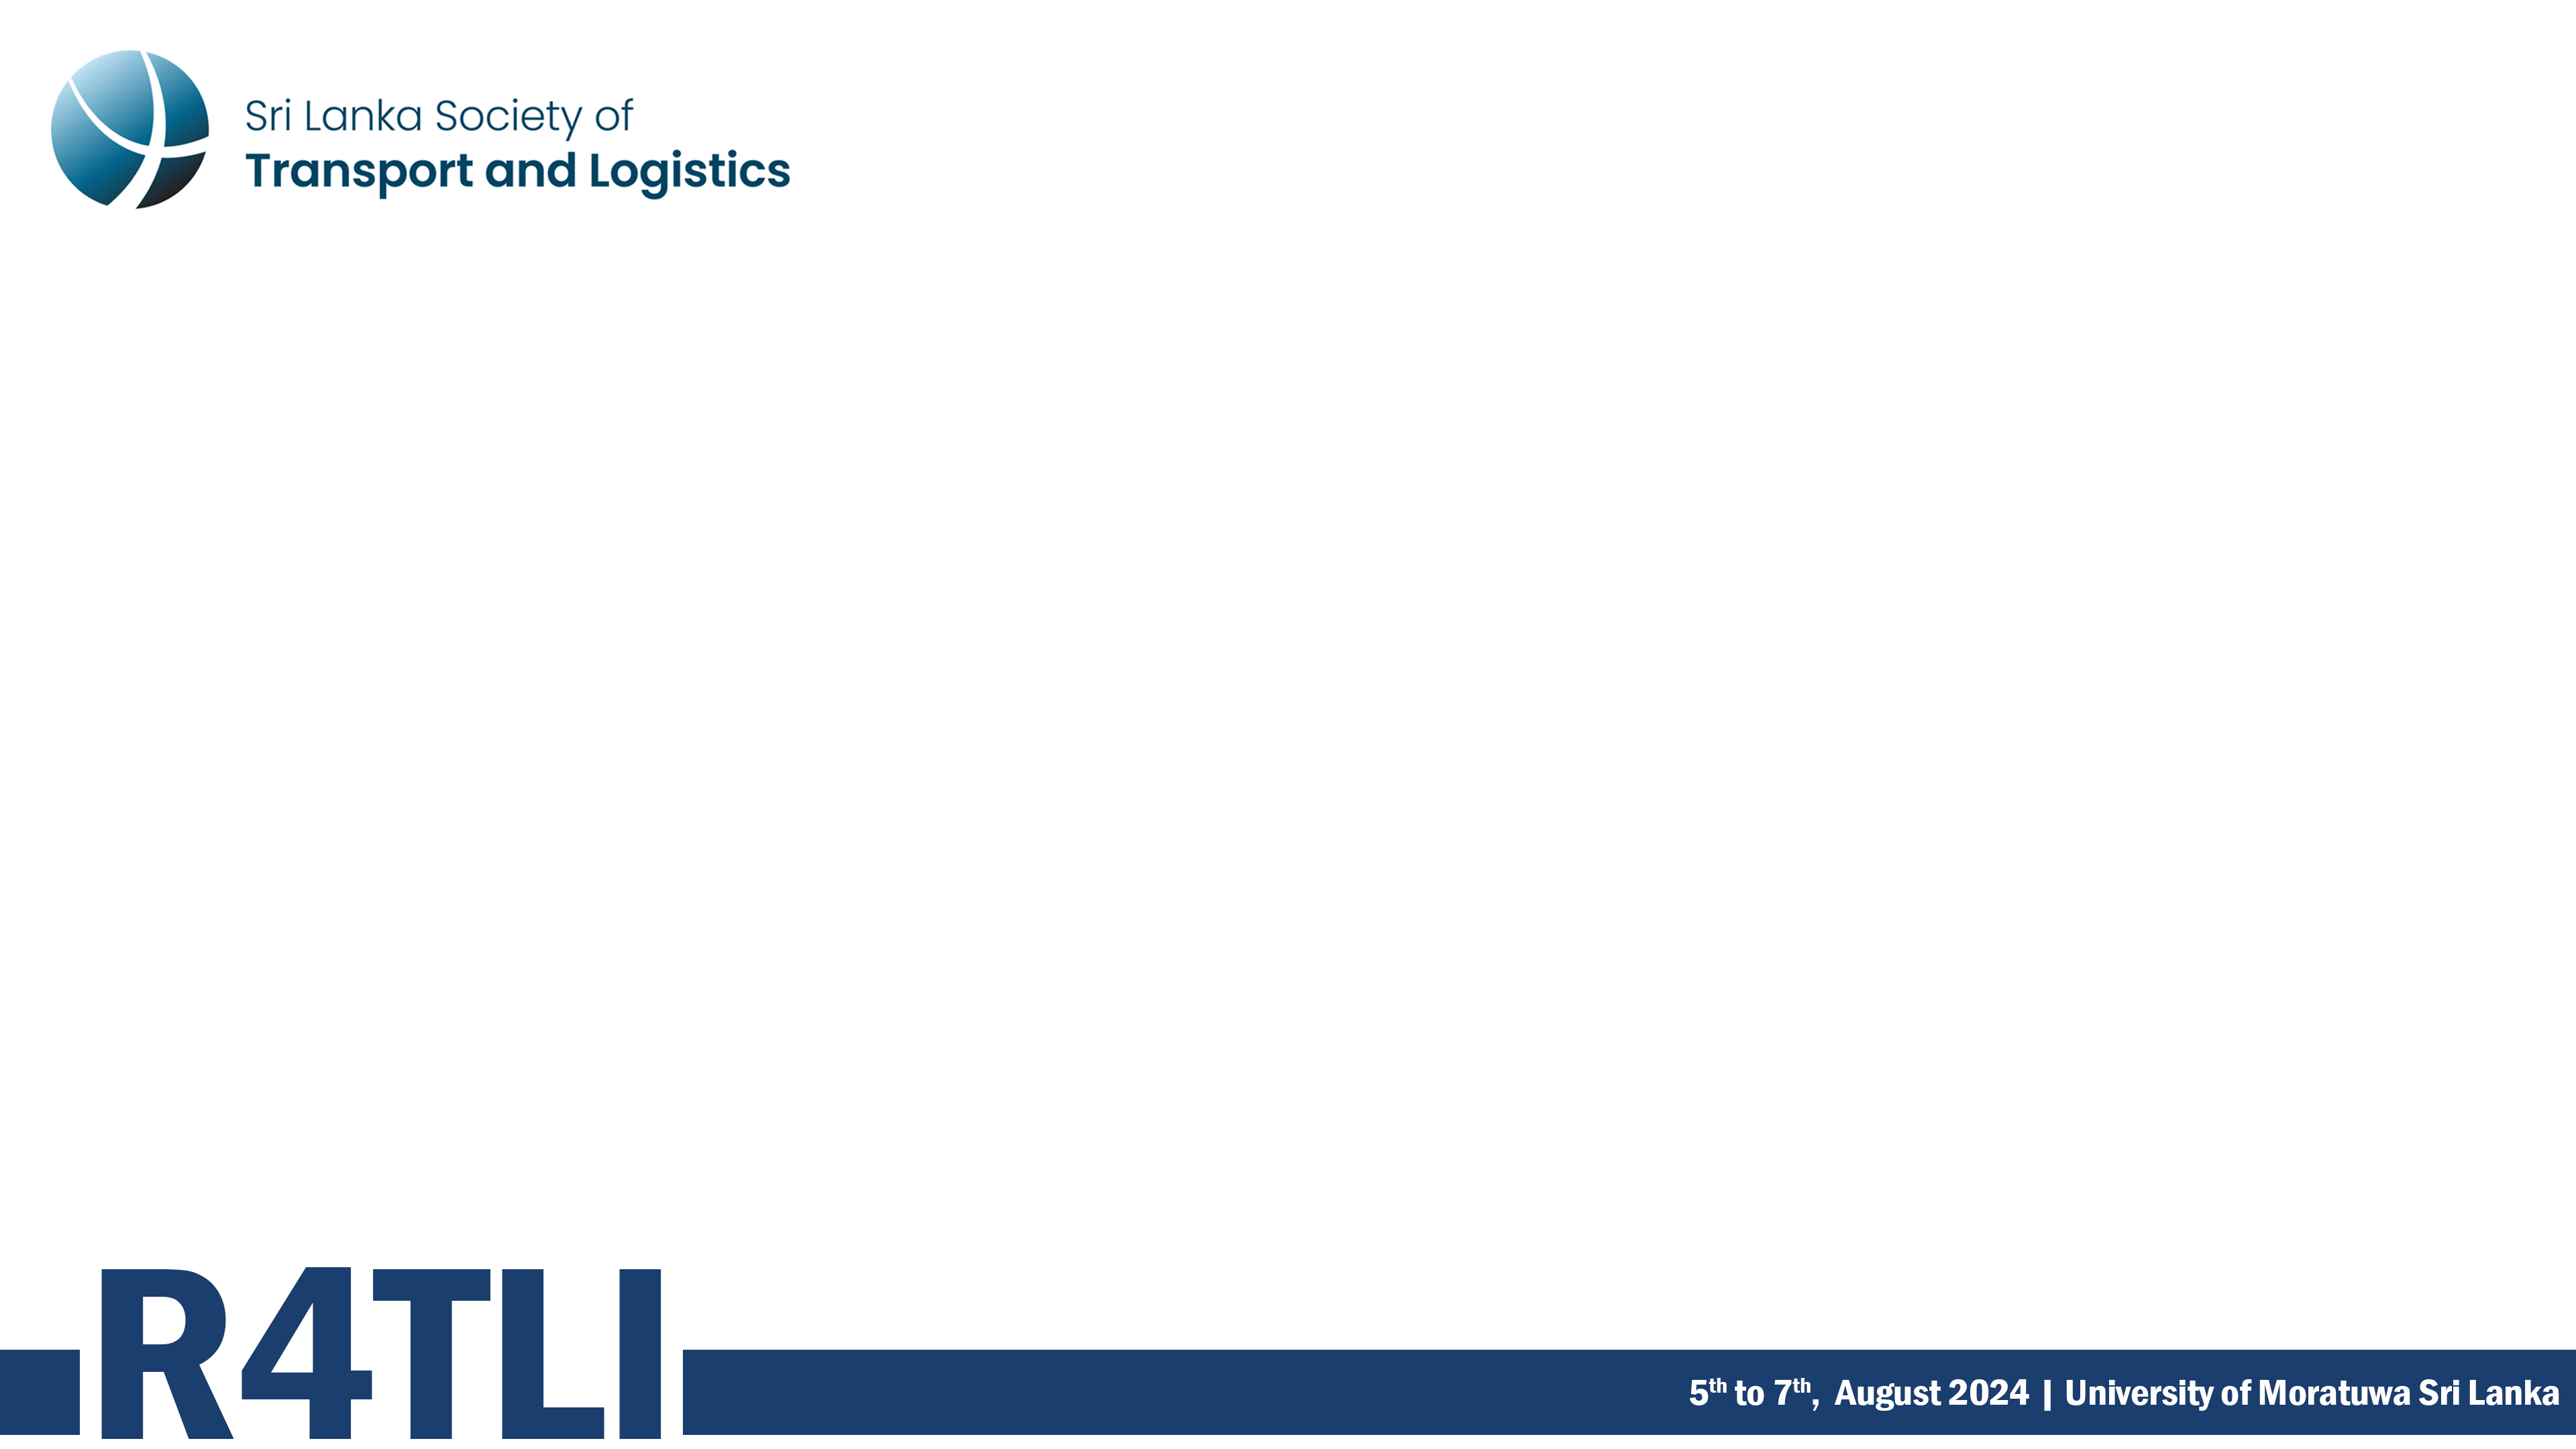 Sri Lanka Society of
Transport and Logistics
R4TLI
5th to 7th, August 2024 | University of Moratuwa Sri Lanka